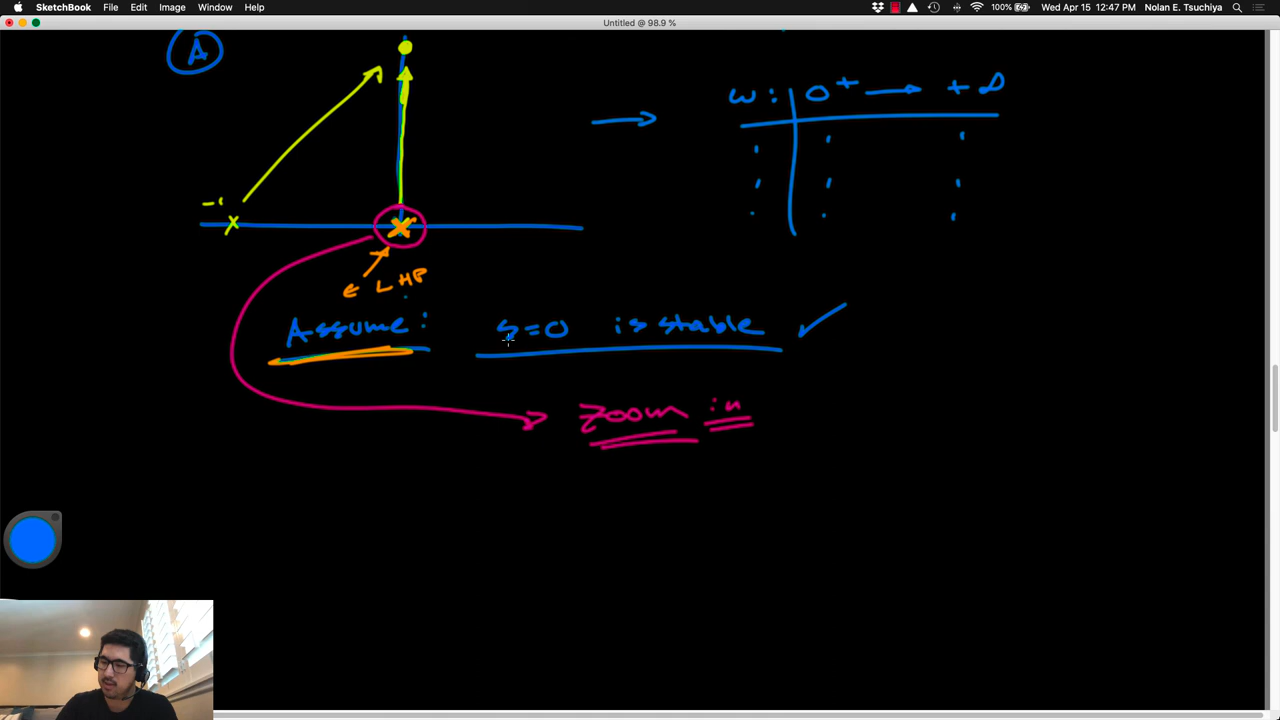 SketchBook File Edit Image Window Help
100% Wed Apr 15 12:47 PM Nolan E. Tsuchiya
Untitled @ 98.9 %
A
ω: 0+ → +∞
-1
∈ LHP
Assume: s=0 is stable ✓
Zoom in